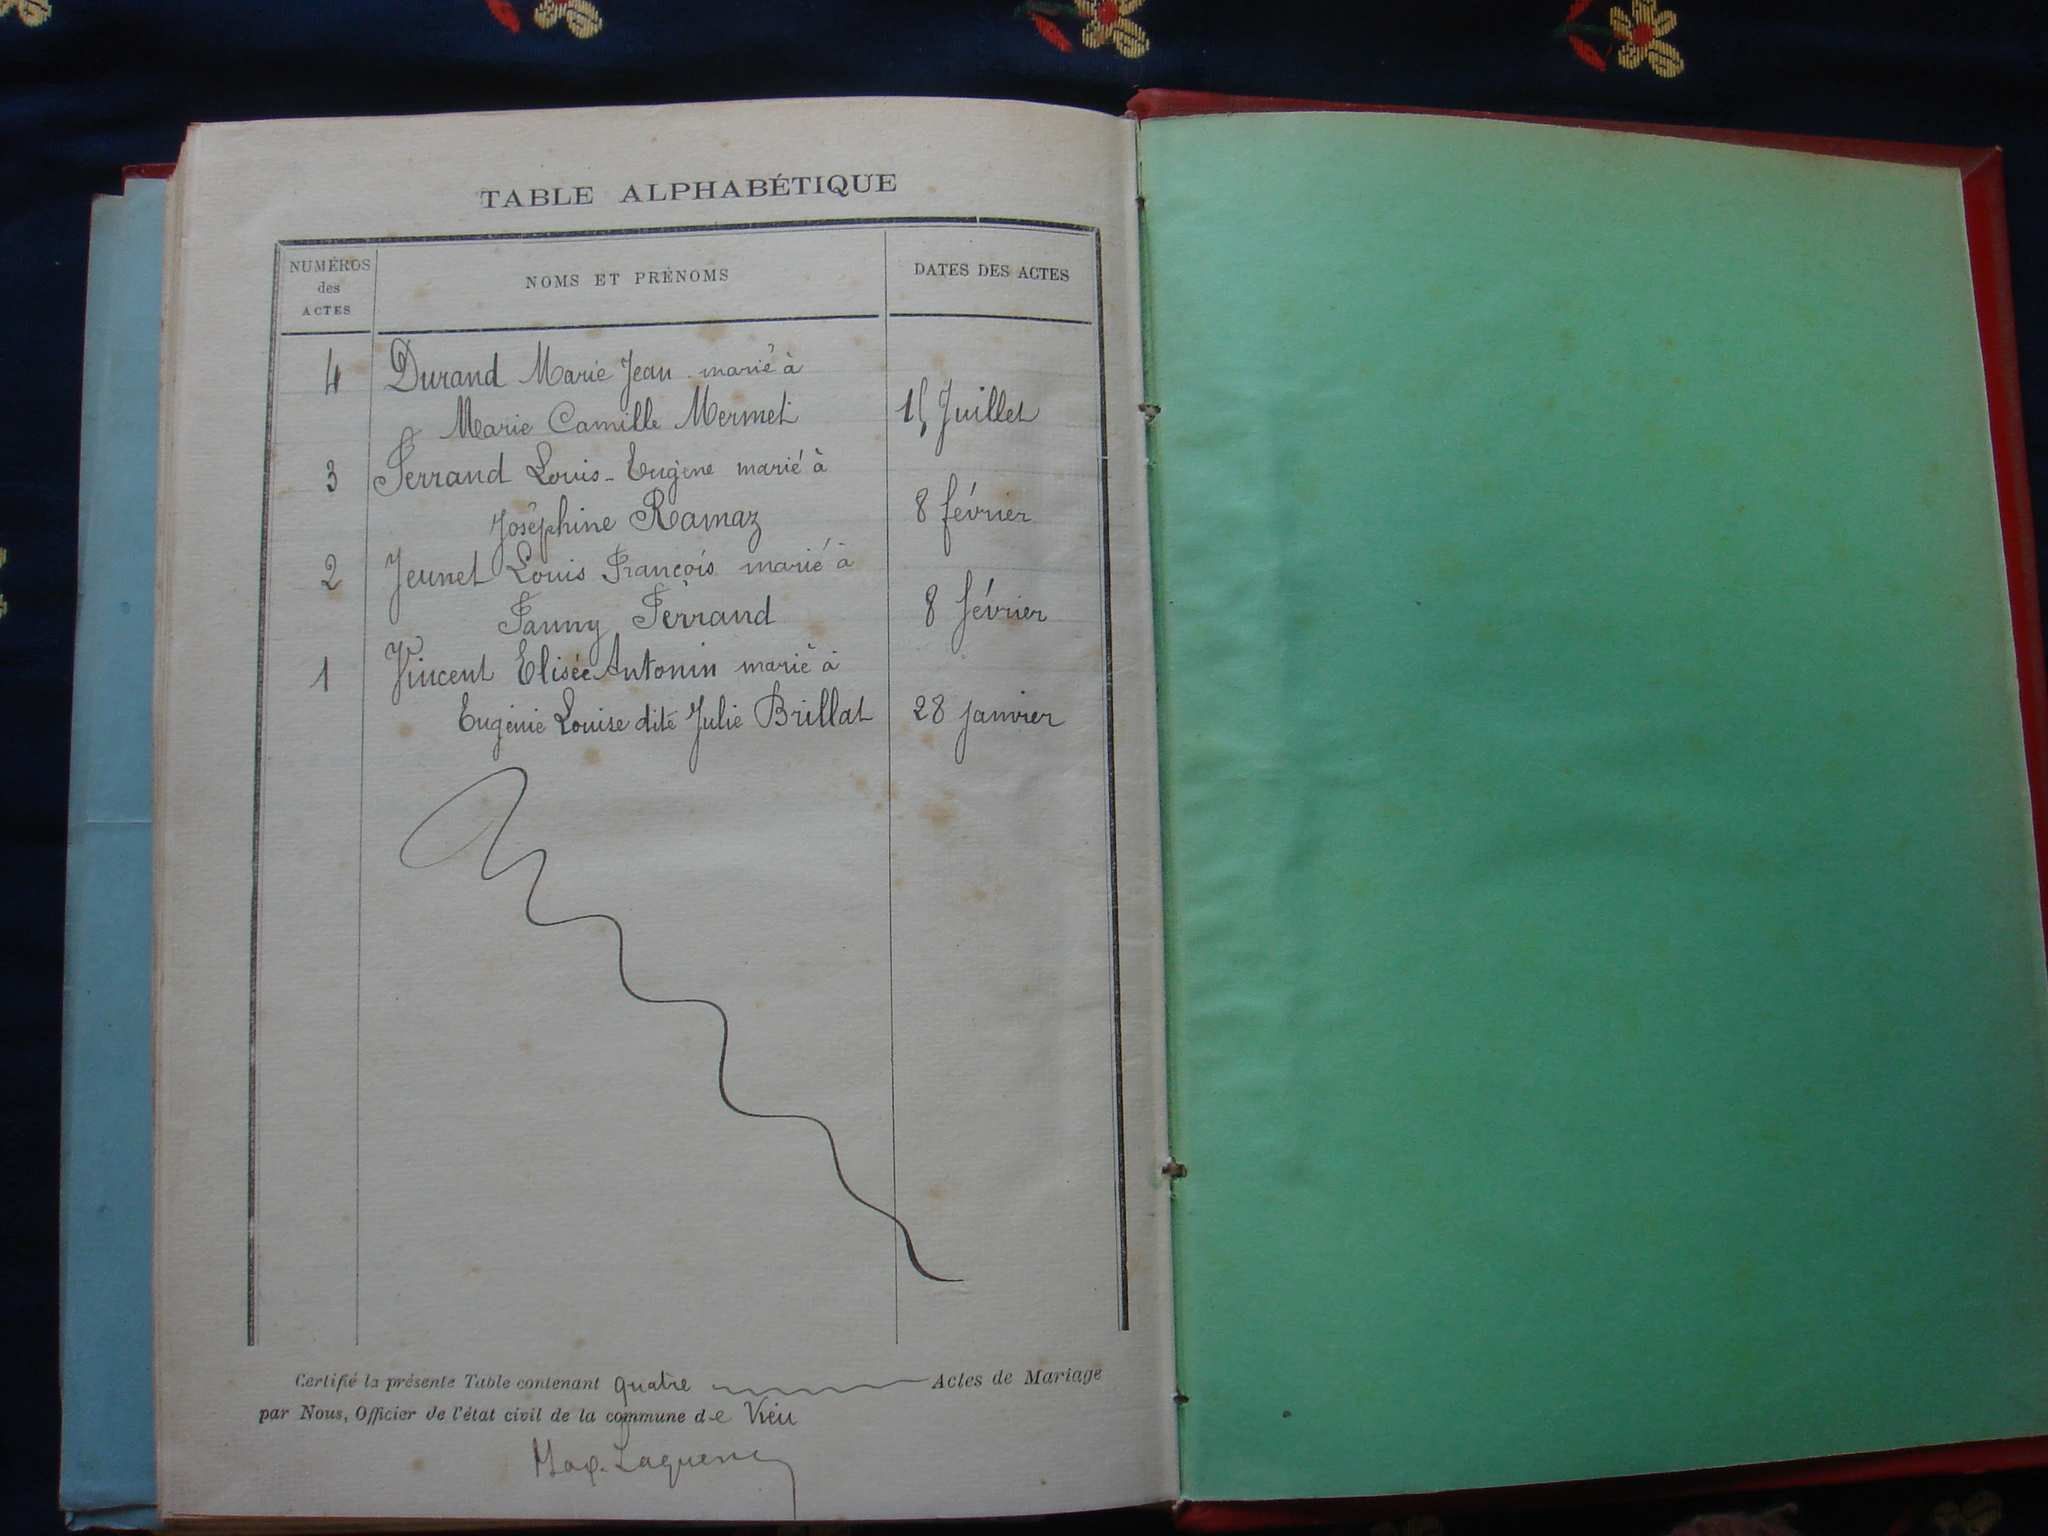 TABLE ALPHABÉTIQUE
NUMÉROS
des
ACTES
NOMS ET PRÉNOMS
DATES DES ACTES
4 Durand Marie Jean marié à
Marie Camille Mermet 15 Juillet
3 Ferrand Louis-Eugène marié à
Joséphine Ramaz 8 février
2 Jeunet Louis François marié à
Fanny Ferrand 8 février
1 Vincent Elisée Antonin marié à
Eugénie Louise dite Julie Brillat 28 janvier
Certifié la présente Table contenant quatre Actes de Mariage
par Nous, Officier de l'état civil de la commune de Vieu